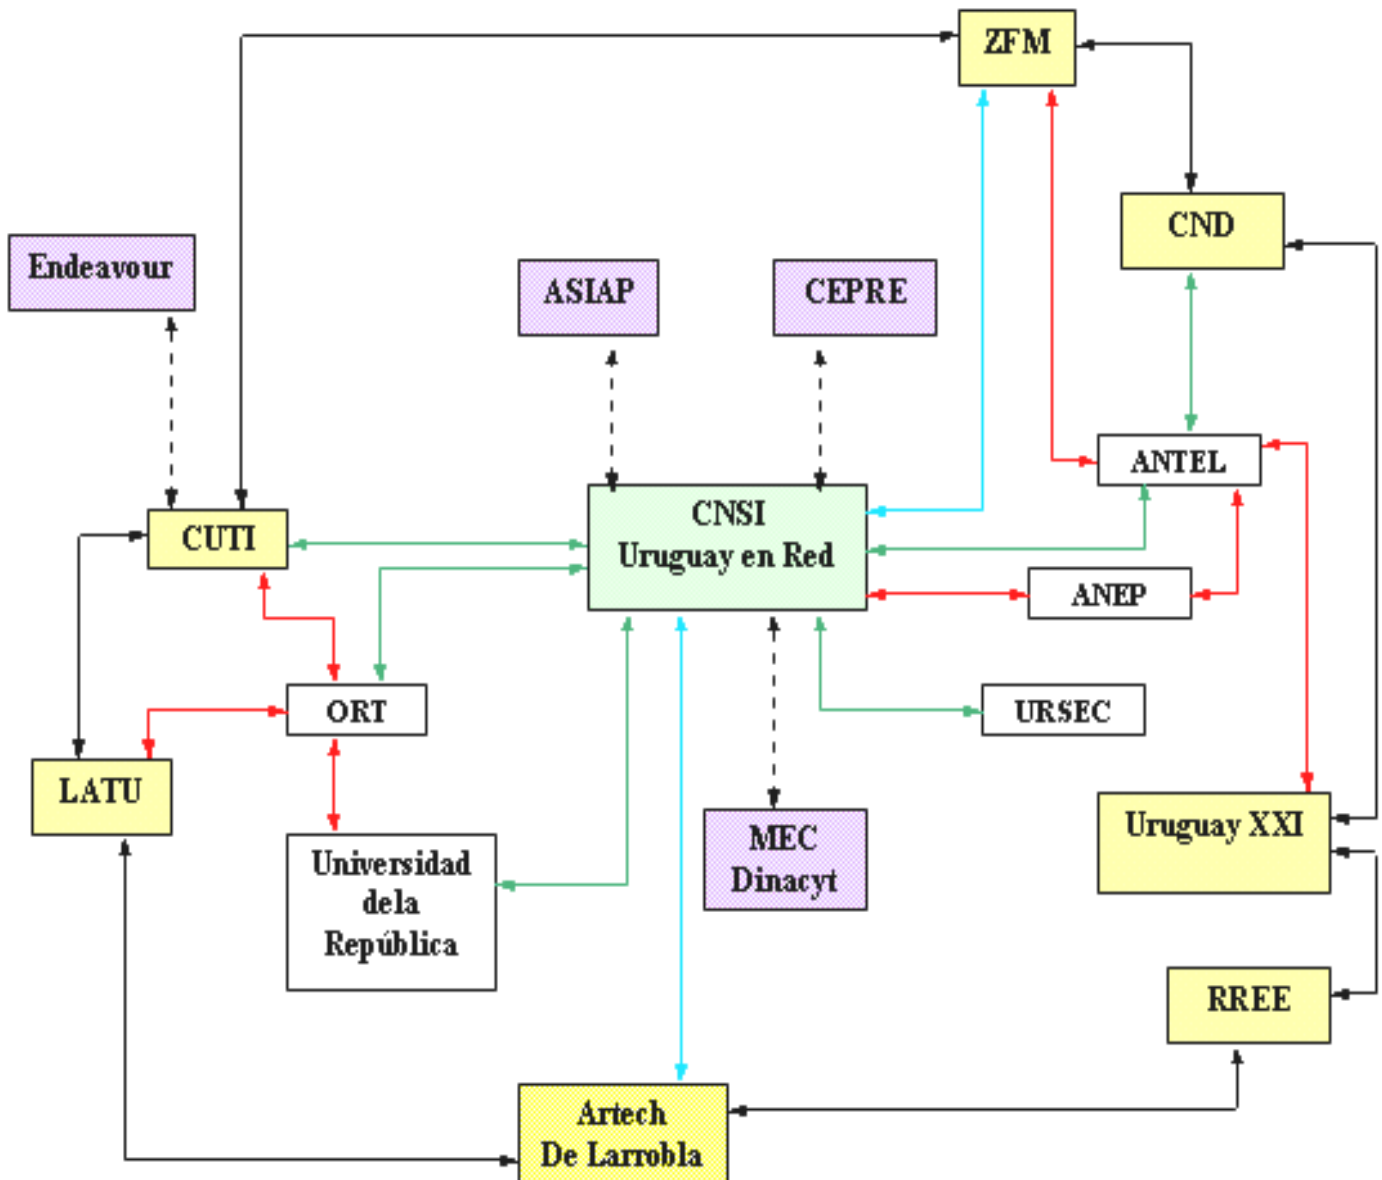 ZFM
CND
Endeavour
ASIAP
CEPRE
ANTEL
CUTI
CNSI
Uruguay en Red
ANEP
ORT
URSEC
LATU
Uruguay XXI
MEC
Dinacyt
Universidad
dela
República
RREE
Artech
De Larrobla